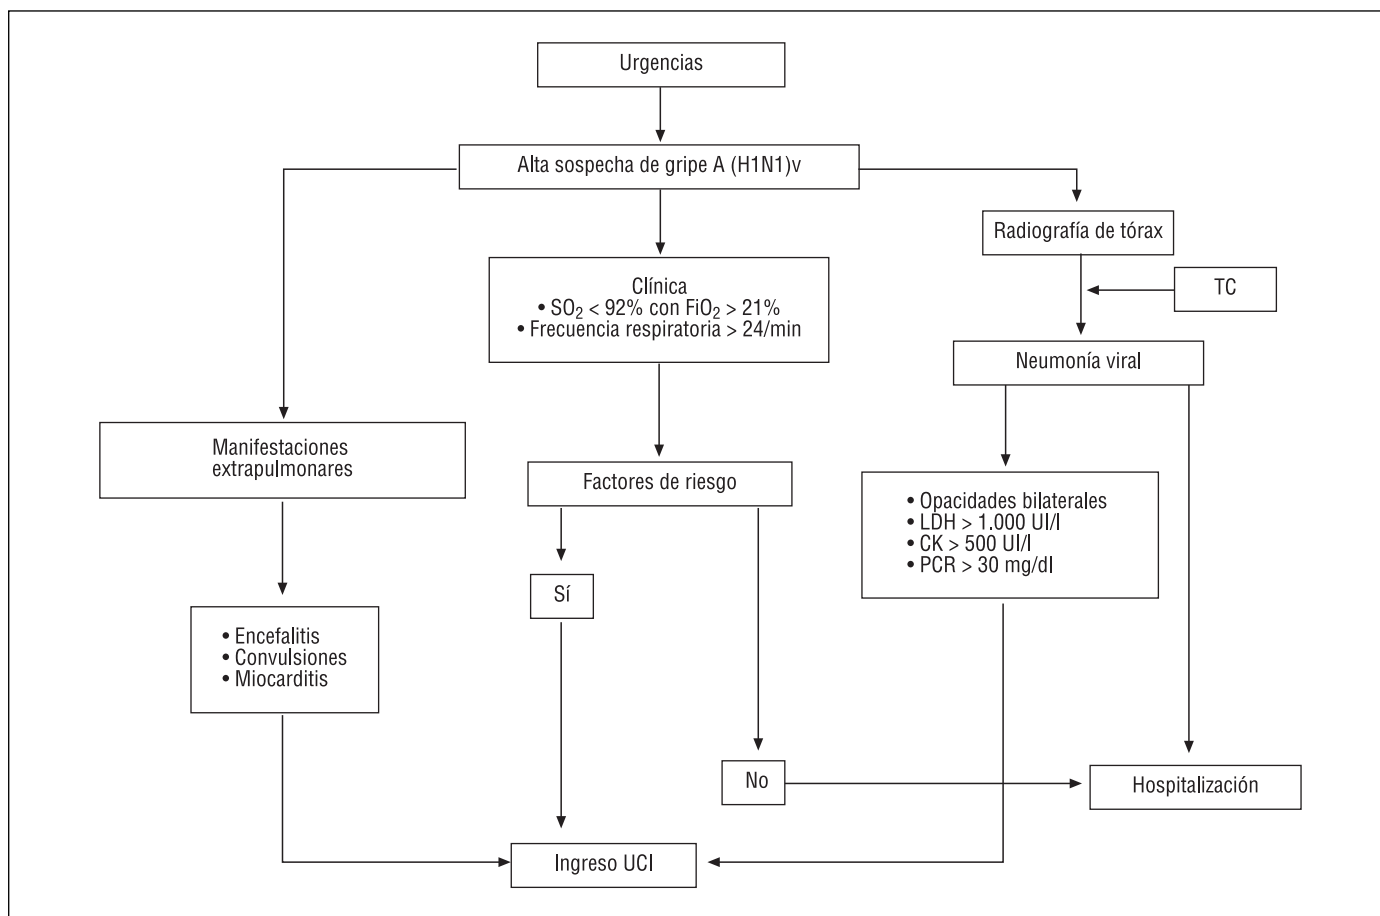 Urgencias
Alta sospecha de gripe A (H1N1)v
Radiografía de tórax
TC
Clínica
• SO₂ < 92% con FiO₂ > 21%
• Frecuencia respiratoria > 24/min
Neumonía viral
Manifestaciones
extrapulmonares
Factores de riesgo
• Opacidades bilaterales
• LDH > 1.000 UI/l
• CK > 500 UI/l
• PCR > 30 mg/dl
Sí
• Encefalitis
• Convulsiones
• Miocarditis
No
Hospitalización
Ingreso UCI